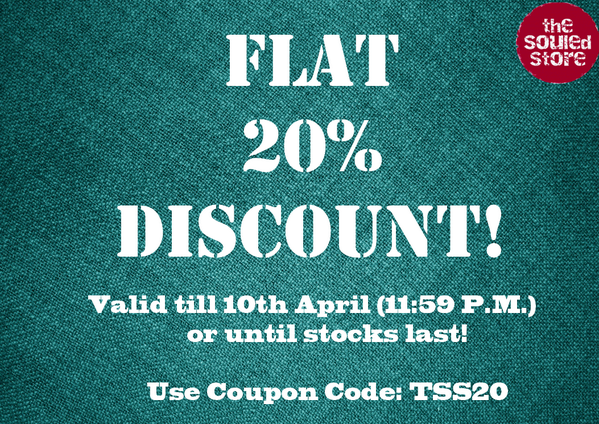 the
souled
store
FLAT
20%
DISCOUNT!
Valid till 10th April (11:59 P.M.)
or until stocks last!
Use Coupon Code: TSS20